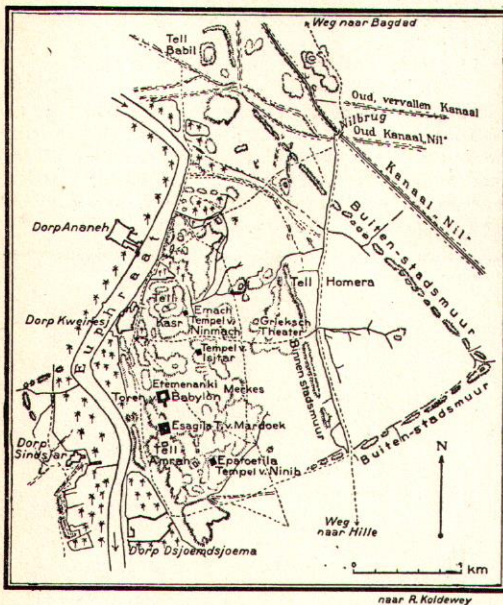 Weg naar Bagdad
Tell
Babil
Oud, vervallen Kanaal
Nilbrug
Oud Kanaal „Nil"
Kanaal „Nil"
Buiten-stadsmuur
Dorp Ananeh
Euphraat
Tell Homera
Tell
Kasr
Emach
Tempel v.
Ninmach
Grieksch
Theater
Dorp Kweires
Tempel v.
Isjtar
Binnen stadsmuur
Etemenanki
Merkes
Toren v.
Babylon
Esagila T. v. Mardoek
Dorp
Sindsjar
Tell
Amran
Epatoetila
Tempel v. Ninib
Buiten-stadsmuur
N
Weg
naar Hille
Dorp Dsjoemdsjoema
1
km
naar R. Koldewey